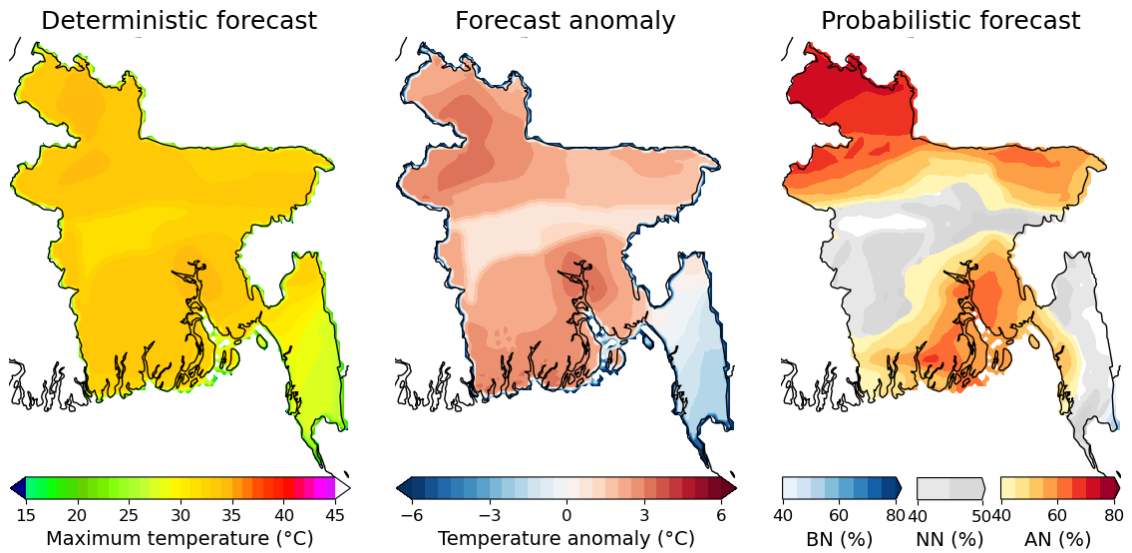 Deterministic forecast
Forecast anomaly
Probabilistic forecast
15 20 25 30 35 40 45
Maximum temperature (°C)
−6 −3 0 3 6
Temperature anomaly (°C)
40 60 80
BN (%)
40 50
NN (%)
40 60 80
AN (%)